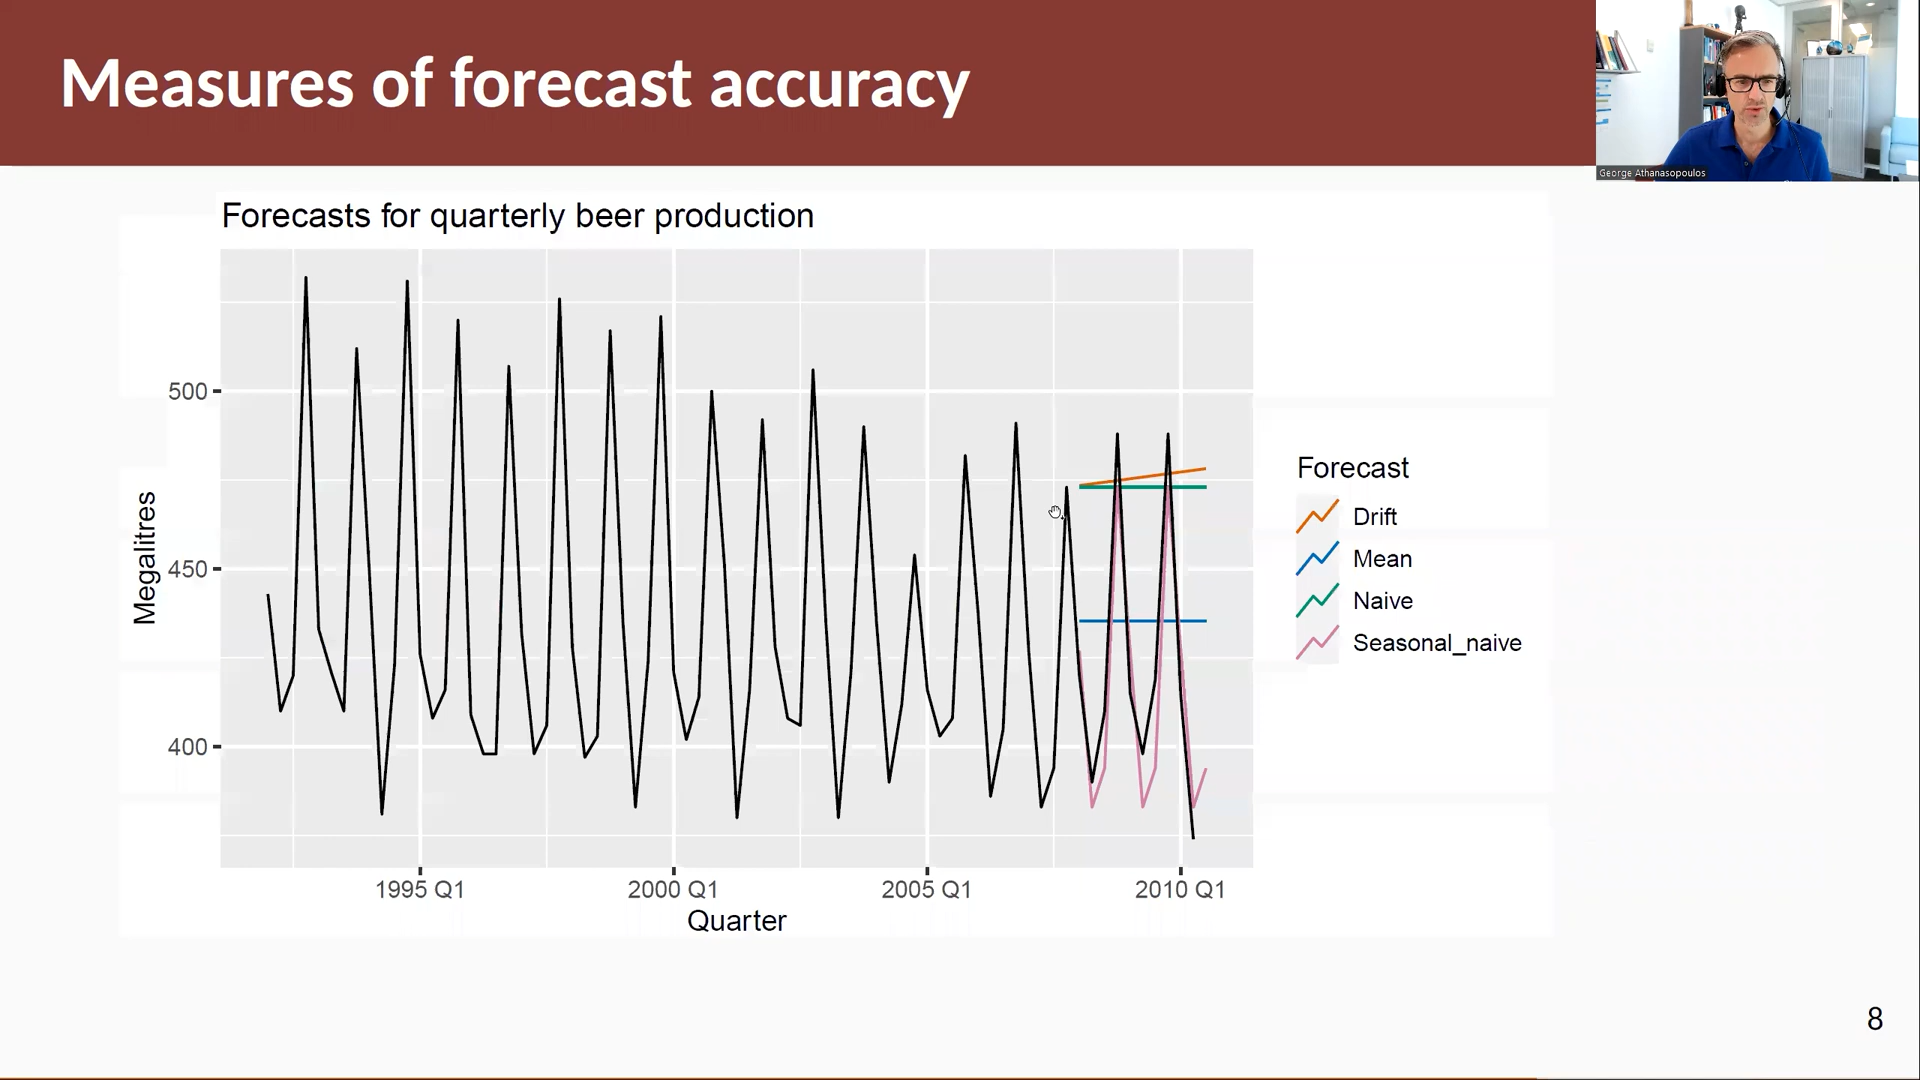 Measures of forecast accuracy
George Athanasopoulos
Forecasts for quarterly beer production
500
450
400
Megalitres
1995 Q1
2000 Q1
2005 Q1
2010 Q1
Quarter
Forecast
Drift
Mean
Naive
Seasonal_naive
8